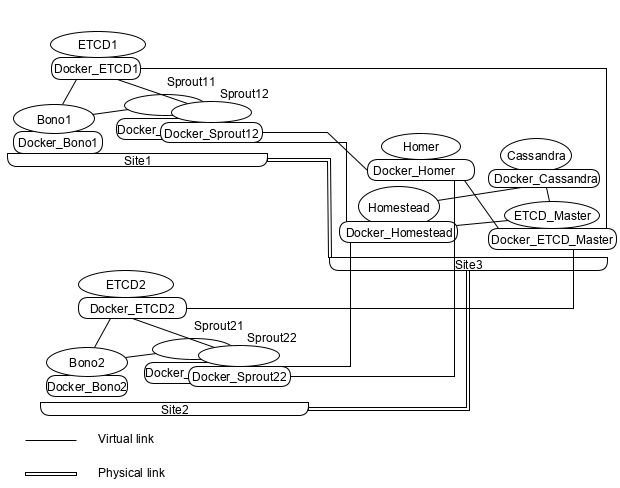 ETCD1
Docker_ETCD1
Sprout11
Sprout12
Bono1
Docker_
Docker_Sprout12
Docker_Bono1
Site1
Homer
Docker_Homer
Cassandra
Docker_Cassandra
Homestead
Docker_Homestead
ETCD_Master
Docker_ETCD_Master
Site3
ETCD2
Docker_ETCD2
Sprout21
Sprout22
Bono2
Docker_
Docker_Sprout22
Docker_Bono2
Site2
Virtual link
Physical link